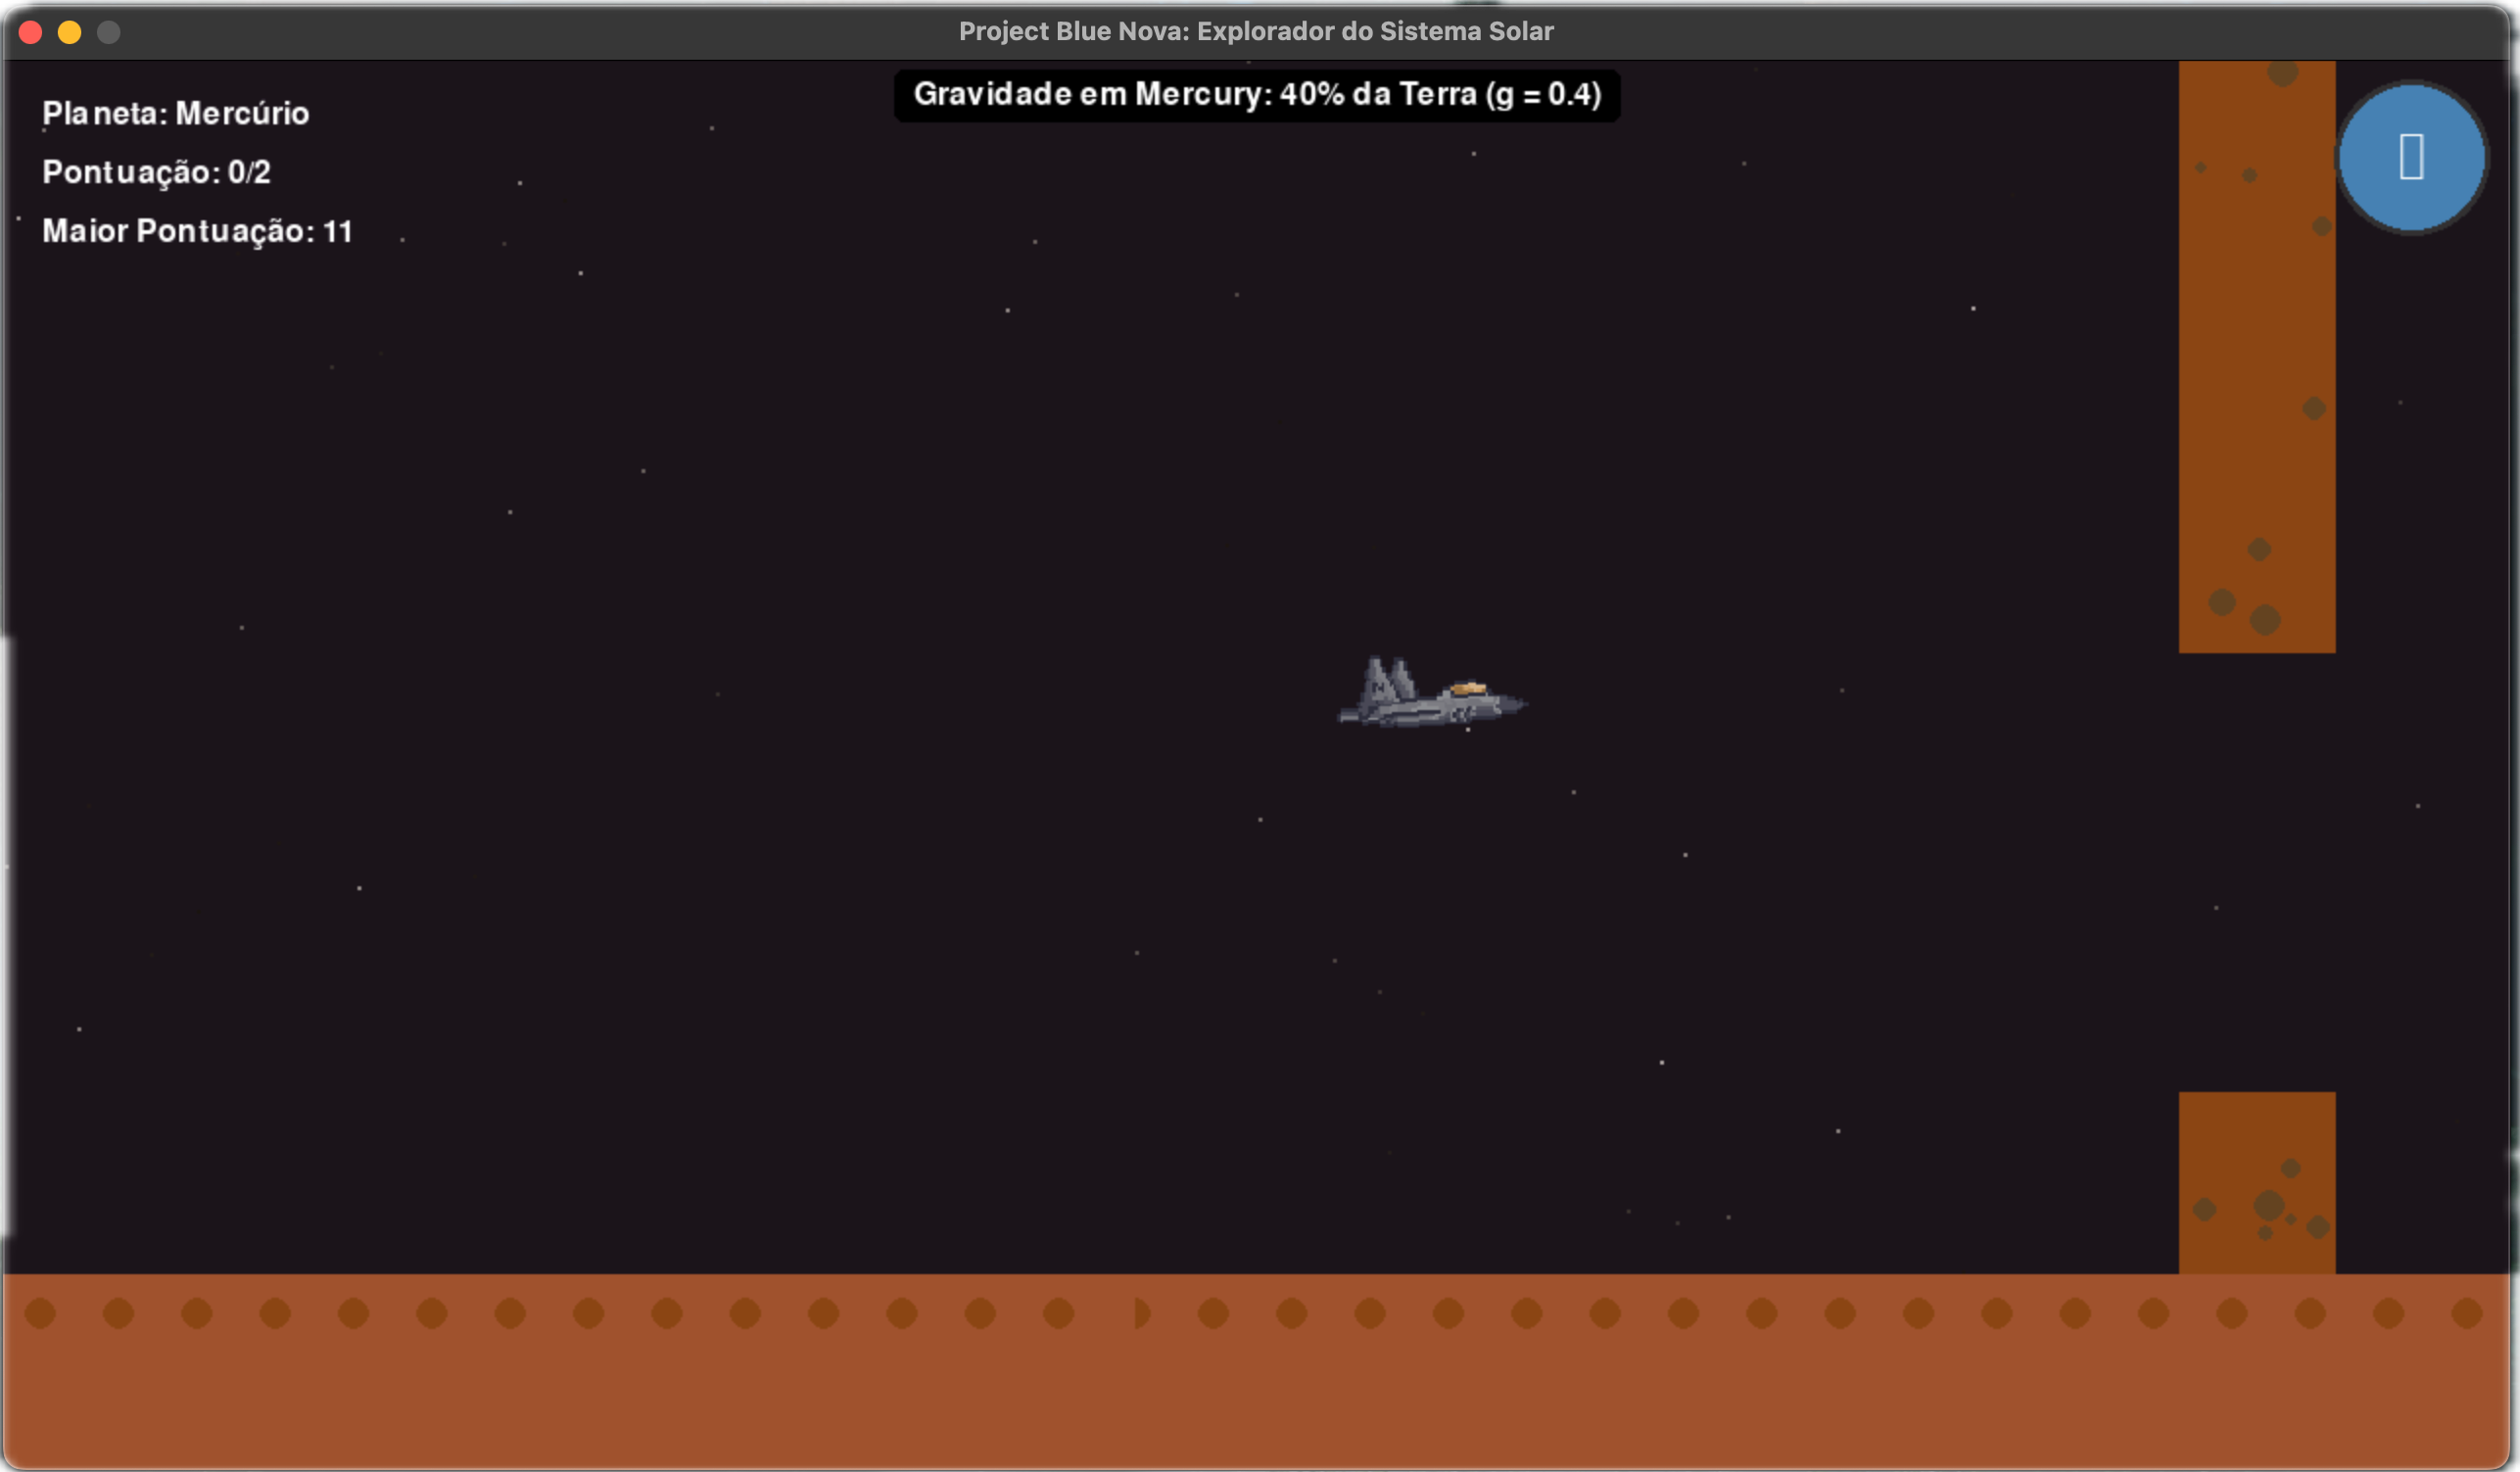 Project Blue Nova: Explorador do Sistema Solar
Gravidade em Mercury: 40% da Terra (g = 0.4)
Planeta: Mercúrio
Pontuação: 0/2
Maior Pontuação: 11